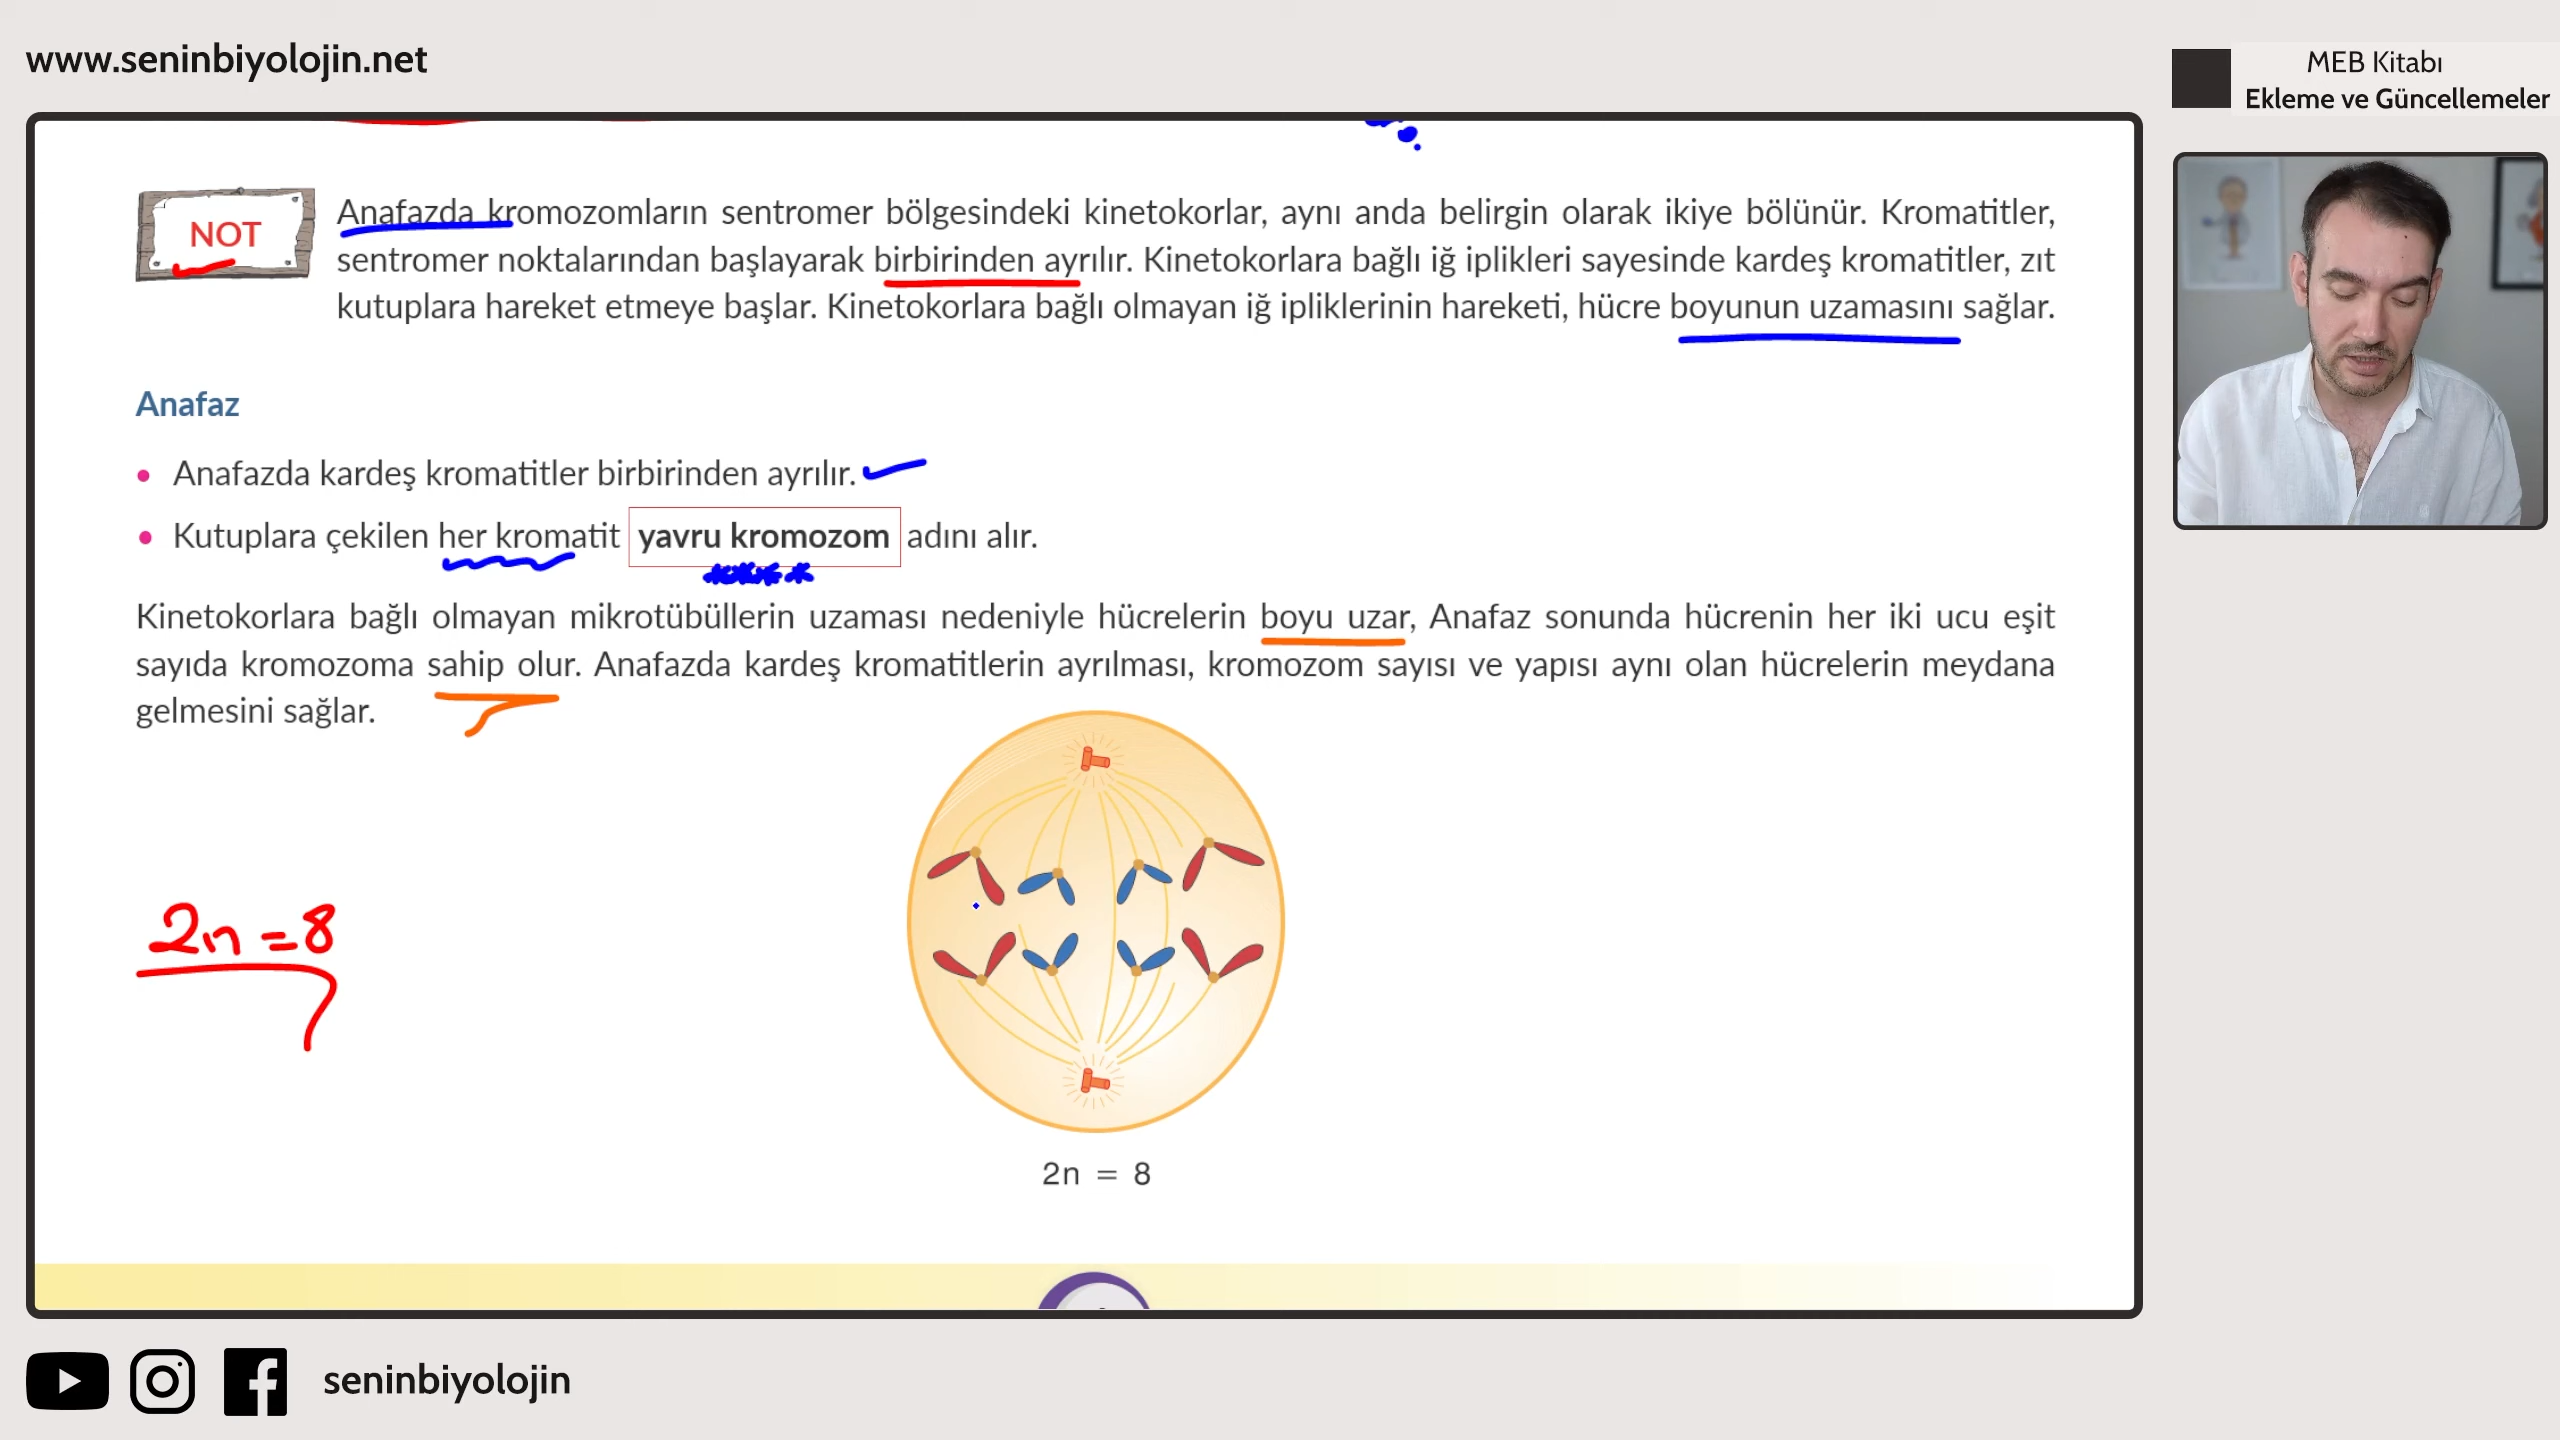 www.seninbiyolojin.net
MEB Kitabı
Ekleme ve Güncellemeler
NOT
Anafazda kromozomların sentromer bölgesindeki kinetokorlar, aynı anda belirgin olarak ikiye bölünür. Kromatitler,
sentromer noktalarından başlayarak birbirinden ayrılır. Kinetokorlara bağlı iğ iplikleri sayesinde kardeş kromatitler, zıt
kutuplara hareket etmeye başlar. Kinetokorlara bağlı olmayan iğ ipliklerinin hareketi, hücre boyunun uzamasını sağlar.
Anafaz
• Anafazda kardeş kromatitler birbirinden ayrılır.
• Kutuplara çekilen her kromatit yavru kromozom adını alır.
Kinetokorlara bağlı olmayan mikrotübüllerin uzaması nedeniyle hücrelerin boyu uzar, Anafaz sonunda hücrenin her iki ucu eşit
sayıda kromozoma sahip olur. Anafazda kardeş kromatitlerin ayrılması, kromozom sayısı ve yapısı aynı olan hücrelerin meydana
gelmesini sağlar.
2n = 8
2n = 8
seninbiyolojin